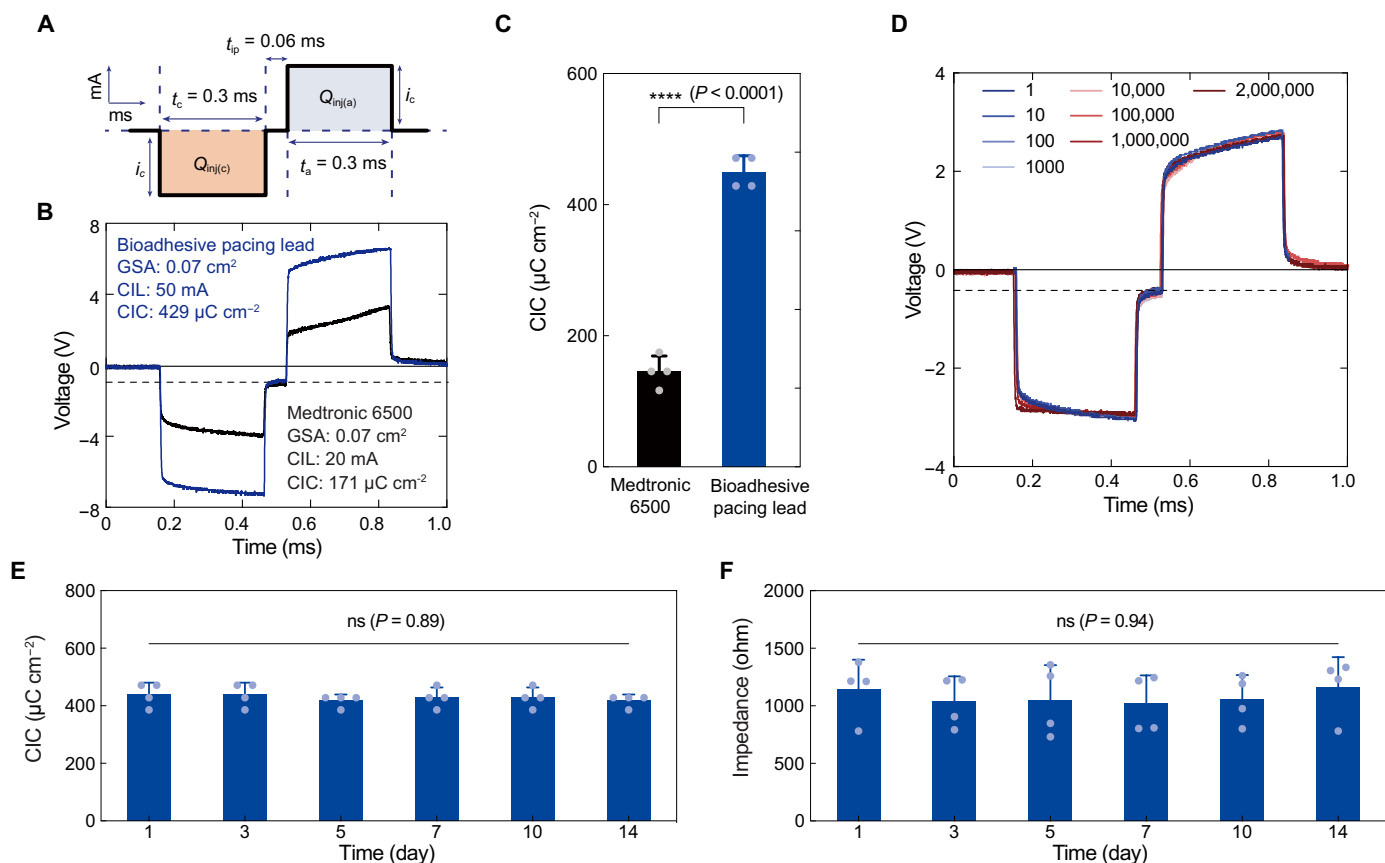 A
t_ip = 0.06 ms
mA
ms
t_c = 0.3 ms
Q_inj(a)
i_c
i_c
Q_inj(c)
t_a = 0.3 ms
B
8
4
0
−4
−8
Voltage (V)
Bioadhesive pacing lead
GSA: 0.07 cm²
CIL: 50 mA
CIC: 429 µC cm⁻²
Medtronic 6500
GSA: 0.07 cm²
CIL: 20 mA
CIC: 171 µC cm⁻²
0 0.2 0.4 0.6 0.8 1.0
Time (ms)
C
600
400
200
0
CIC (µC cm⁻²)
**** (P < 0.0001)
Medtronic
6500
Bioadhesive
pacing lead
D
4
2
0
−2
−4
Voltage (V)
1 10,000 2,000,000
10 100,000
100 1,000,000
1000
0 0.2 0.4 0.6 0.8 1.0
Time (ms)
E
800
600
400
200
0
CIC (µC cm⁻²)
ns (P = 0.89)
1 3 5 7 10 14
Time (day)
F
2000
1500
1000
500
0
Impedance (ohm)
ns (P = 0.94)
1 3 5 7 10 14
Time (day)